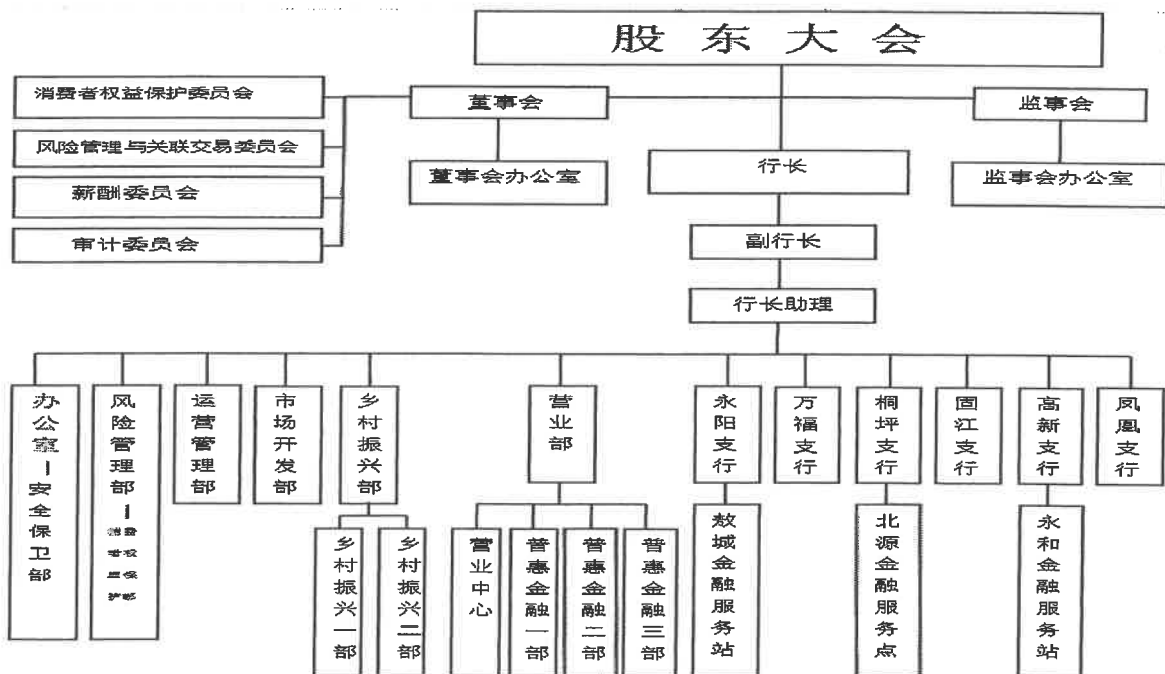 股东大会
消费者权益保护委员会
董事会
监事会
风险管理与关联交易委员会
董事会办公室
行长
监事会办公室
薪酬委员会
审计委员会
副行长
行长助理
办公室－安全保卫部
风险管理部－消费者权益保护部
运营管理部
市场开发部
乡村振兴部
营业部
永阳支行
万福支行
桐坪支行
固江支行
高新支行
凤凰支行
乡村振兴一部
乡村振兴二部
营业中心
普惠金融一部
普惠金融二部
普惠金融三部
敖城金融服务站
北源金融服务点
永和金融服务站